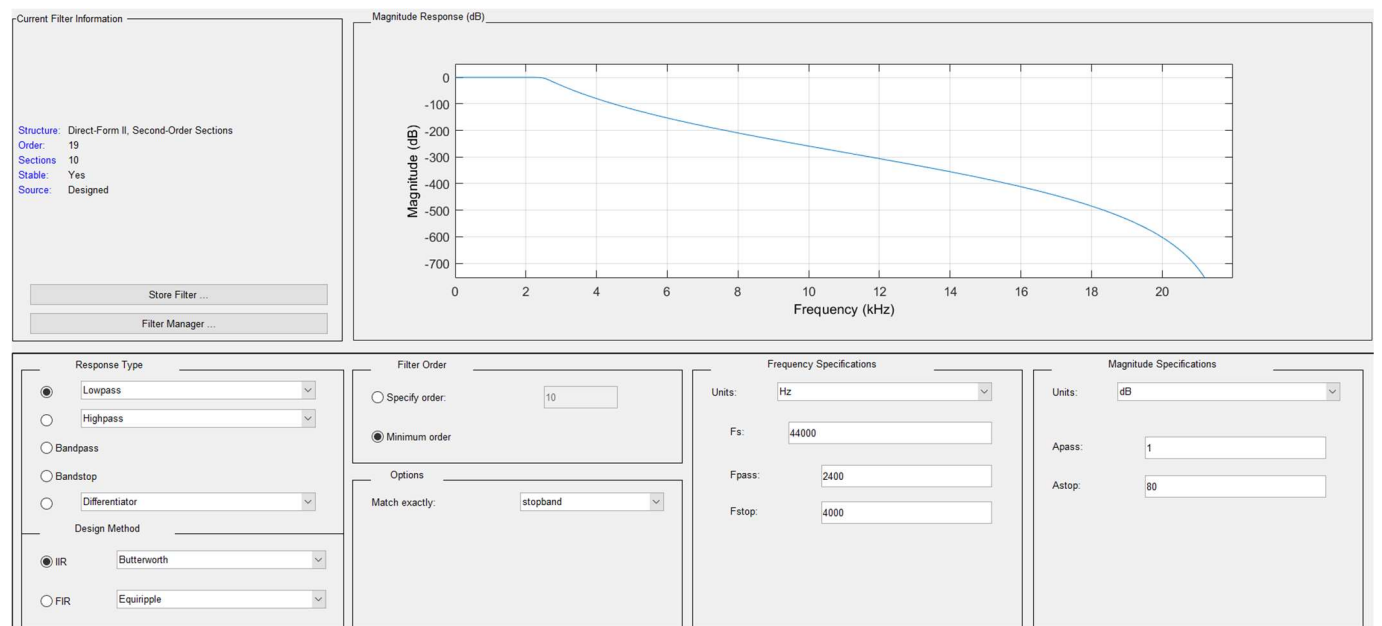 Current Filter Information
Structure: Direct-Form II, Second-Order Sections
Order: 19
Sections 10
Stable: Yes
Source: Designed
Store Filter ...
Filter Manager ...
Magnitude Response (dB)
Magnitude (dB)
0
-100
-200
-300
-400
-500
-600
-700
0 2 4 6 8 10 12 14 16 18 20
Frequency (kHz)
Response Type
Lowpass
Highpass
Bandpass
Bandstop
Differentiator
Design Method
IIR Butterworth
FIR Equiripple
Filter Order
Specify order: 10
Minimum order
Options
Match exactly: stopband
Frequency Specifications
Units: Hz
Fs: 44000
Fpass: 2400
Fstop: 4000
Magnitude Specifications
Units: dB
Apass: 1
Astop: 80